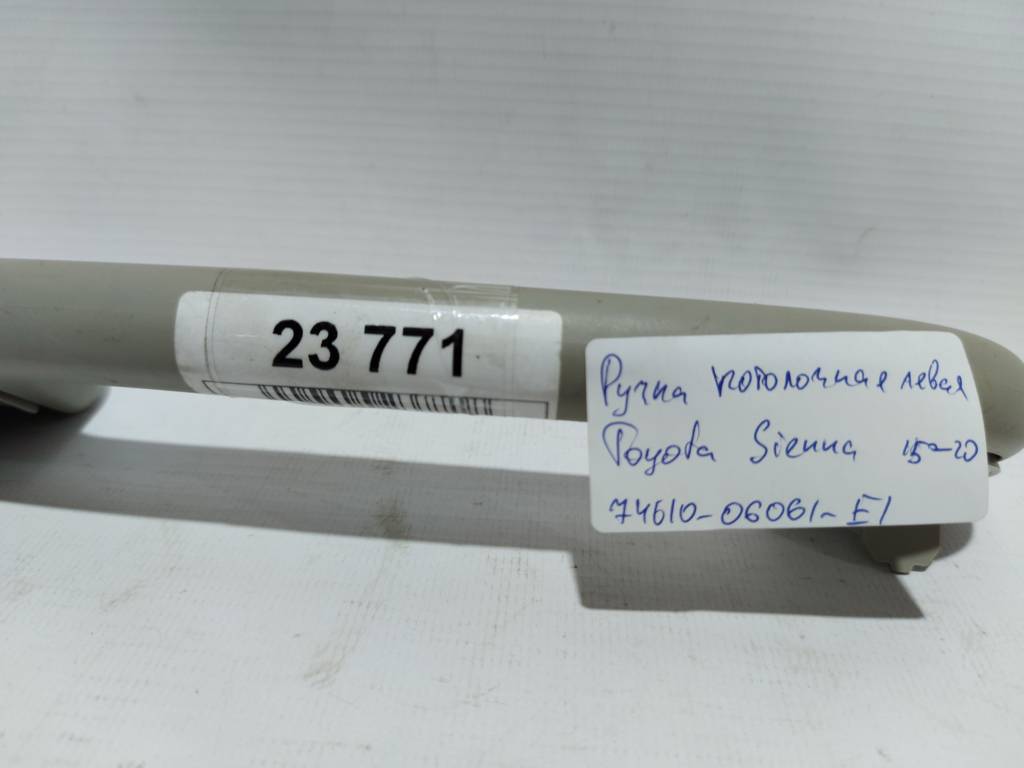 23 771
Ручка потолочная левая
Toyota Sienna 15-20
74610-06061-E1